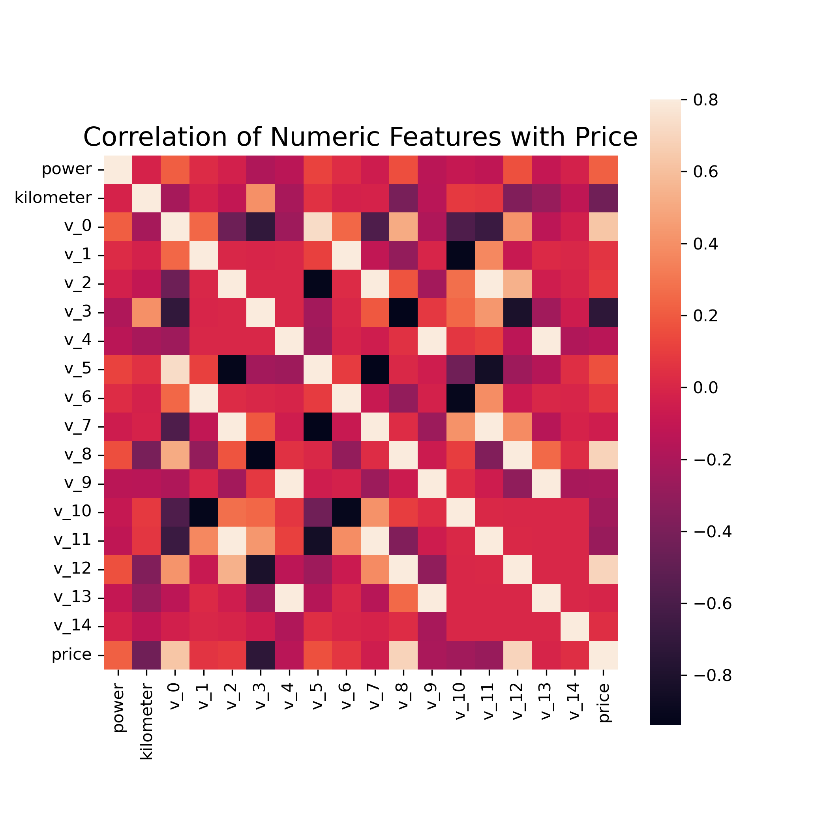 Correlation of Numeric Features with Price
power
kilometer
v_0
v_1
v_2
v_3
v_4
v_5
v_6
v_7
v_8
v_9
v_10
v_11
v_12
v_13
v_14
price
power
kilometer
v_0
v_1
v_2
v_3
v_4
v_5
v_6
v_7
v_8
v_9
v_10
v_11
v_12
v_13
v_14
price
0.8
0.6
0.4
0.2
0.0
−0.2
−0.4
−0.6
−0.8